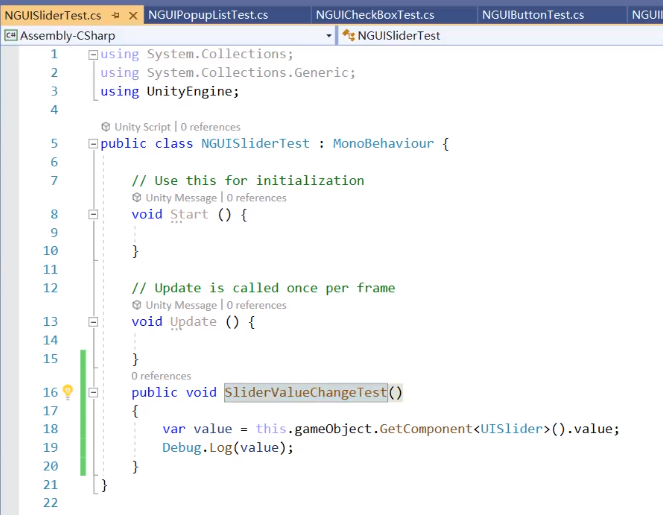 NGUISliderTest.cs NGUIPopupListTest.cs NGUICheckBoxTest.cs NGUIButtonTest.cs
C# Assembly-CSharp NGUISliderTest
1 using System.Collections;
2 using System.Collections.Generic;
3 using UnityEngine;
4
Unity Script | 0 references
5 public class NGUISliderTest : MonoBehaviour {
6
7 // Use this for initialization
Unity Message | 0 references
8 void Start () {
9
10 }
11
12 // Update is called once per frame
Unity Message | 0 references
13 void Update () {
14
15 }
0 references
16 public void SliderValueChangeTest()
17 {
18 var value = this.gameObject.GetComponent<UISlider>().value;
19 Debug.Log(value);
20 }
21 }
22